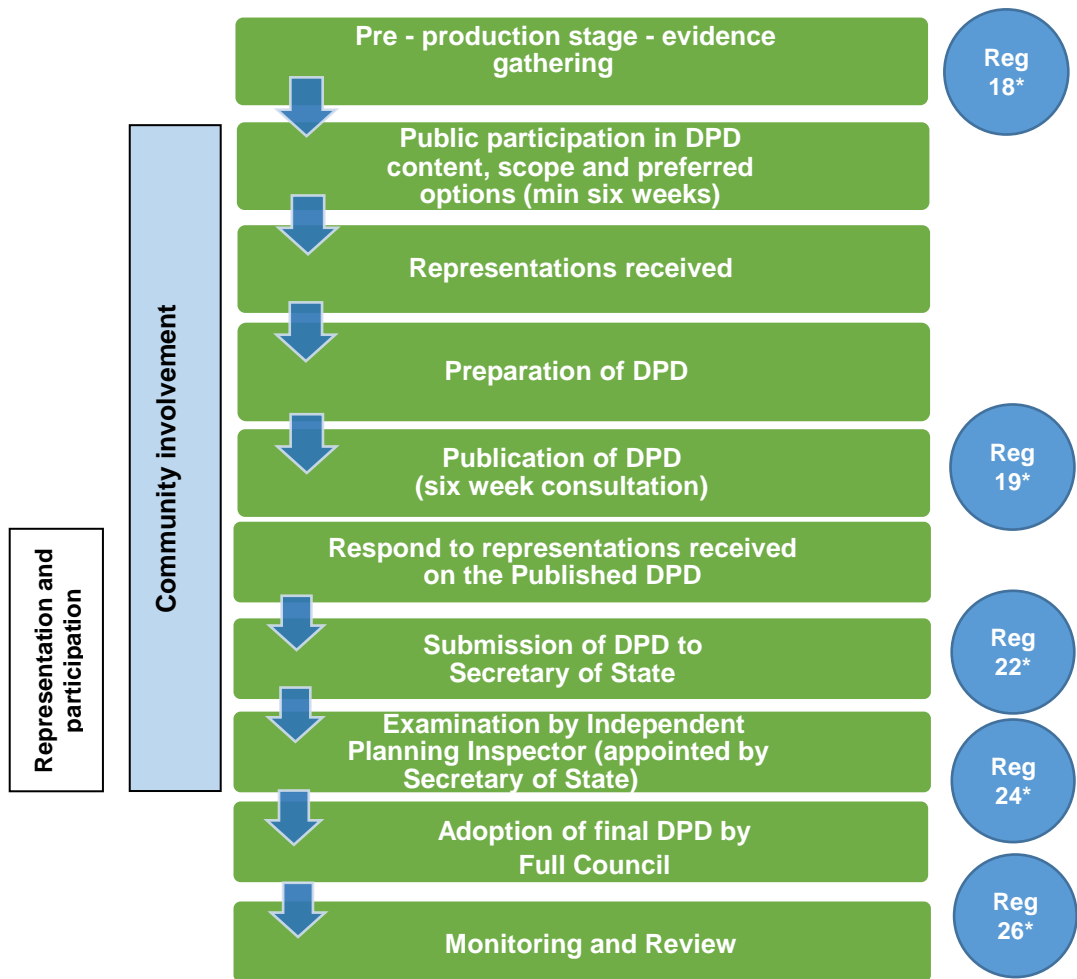 Pre - production stage - evidence
gathering
Reg
18*
Public participation in DPD
content, scope and preferred
options (min six weeks)
Representations received
Preparation of DPD
Community involvement
Publication of DPD
(six week consultation)
Reg
19*
Respond to representations received
on the Published DPD
Representation and
participation
Submission of DPD to
Secretary of State
Reg
22*
Examination by Independent
Planning Inspector (appointed by
Secretary of State)
Reg
24*
Adoption of final DPD by
Full Council
Reg
26*
Monitoring and Review